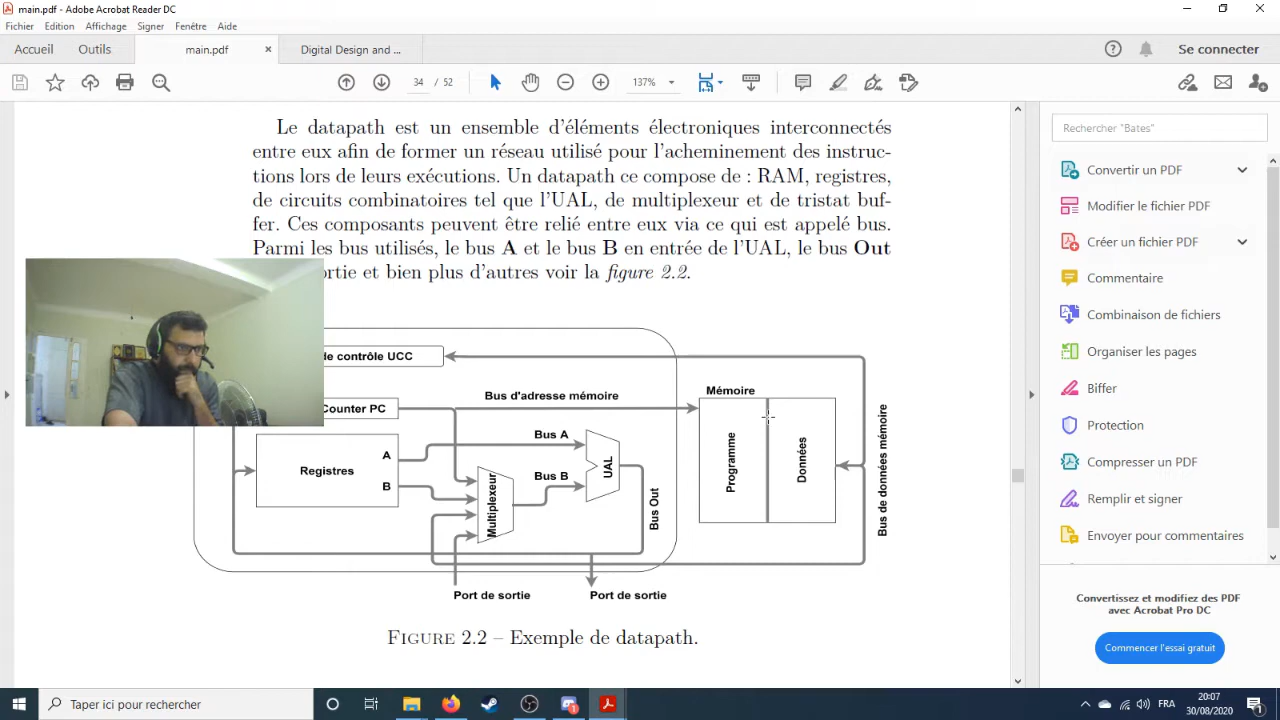 main.pdf - Adobe Acrobat Reader DC
Fichier Edition Affichage Signer Fenêtre Aide
Accueil Outils main.pdf × Digital Design and ... Se connecter
34 / 52 137%
Le datapath est un ensemble d'éléments électroniques interconnectés
entre eux afin de former un réseau utilisé pour l'acheminement des instruc-
tions lors de leurs exécutions. Un datapath ce compose de : RAM, registres,
de circuits combinatoires tel que l'UAL, de multiplexeur et de tristat buf-
fer. Ces composants peuvent être relié entre eux via ce qui est appelé bus.
Parmi les bus utilisés, le bus A et le bus B en entrée de l'UAL, le bus Out
et bien plus d'autres voir la figure 2.2.
de contrôle UCC
Counter PC
Bus d'adresse mémoire
Mémoire
Registres
A
B
Bus A
Bus B
Multiplexeur
UAL
Bus Out
Programme
Données
Bus de données mémoire
Port de sortie
Port de sortie
FIGURE 2.2 – Exemple de datapath.
Rechercher "Bates"
Convertir un PDF
Modifier le fichier PDF
Créer un fichier PDF
Commentaire
Combinaison de fichiers
Organiser les pages
Biffer
Protection
Compresser un PDF
Remplir et signer
Envoyer pour commentaires
Convertissez et modifiez des PDF
avec Acrobat Pro DC
Commencer l'essai gratuit
Taper ici pour rechercher
FRA
20:07
30/08/2020